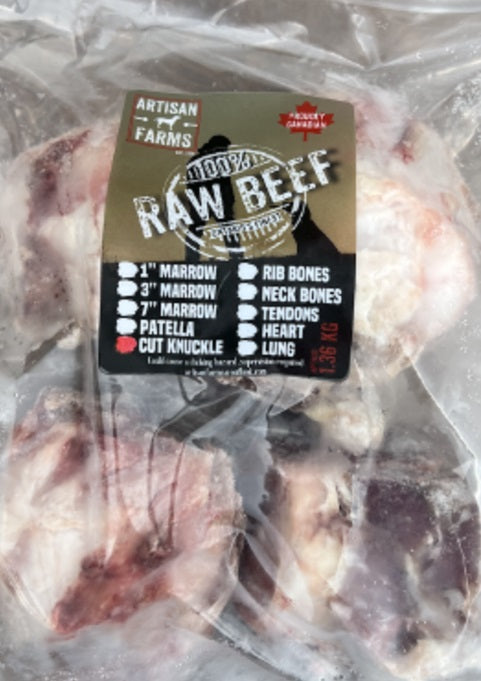 ARTISAN
FARMS
PROUDLY
CANADIAN
100%
RAW BEEF
1" MARROW
3" MARROW
7" MARROW
PATELLA
CUT KNUCKLE
RIB BONES
NECK BONES
TENDONS
HEART
LUNG
1.36 KG